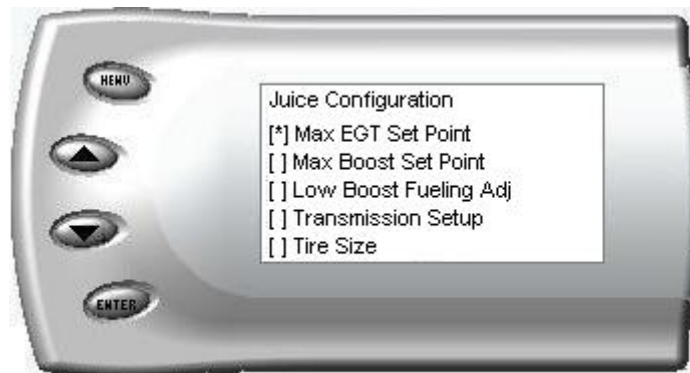 MENU
Juice Configuration
[*] Max EGT Set Point
[ ] Max Boost Set Point
[ ] Low Boost Fueling Adj
[ ] Transmission Setup
[ ] Tire Size
ENTER